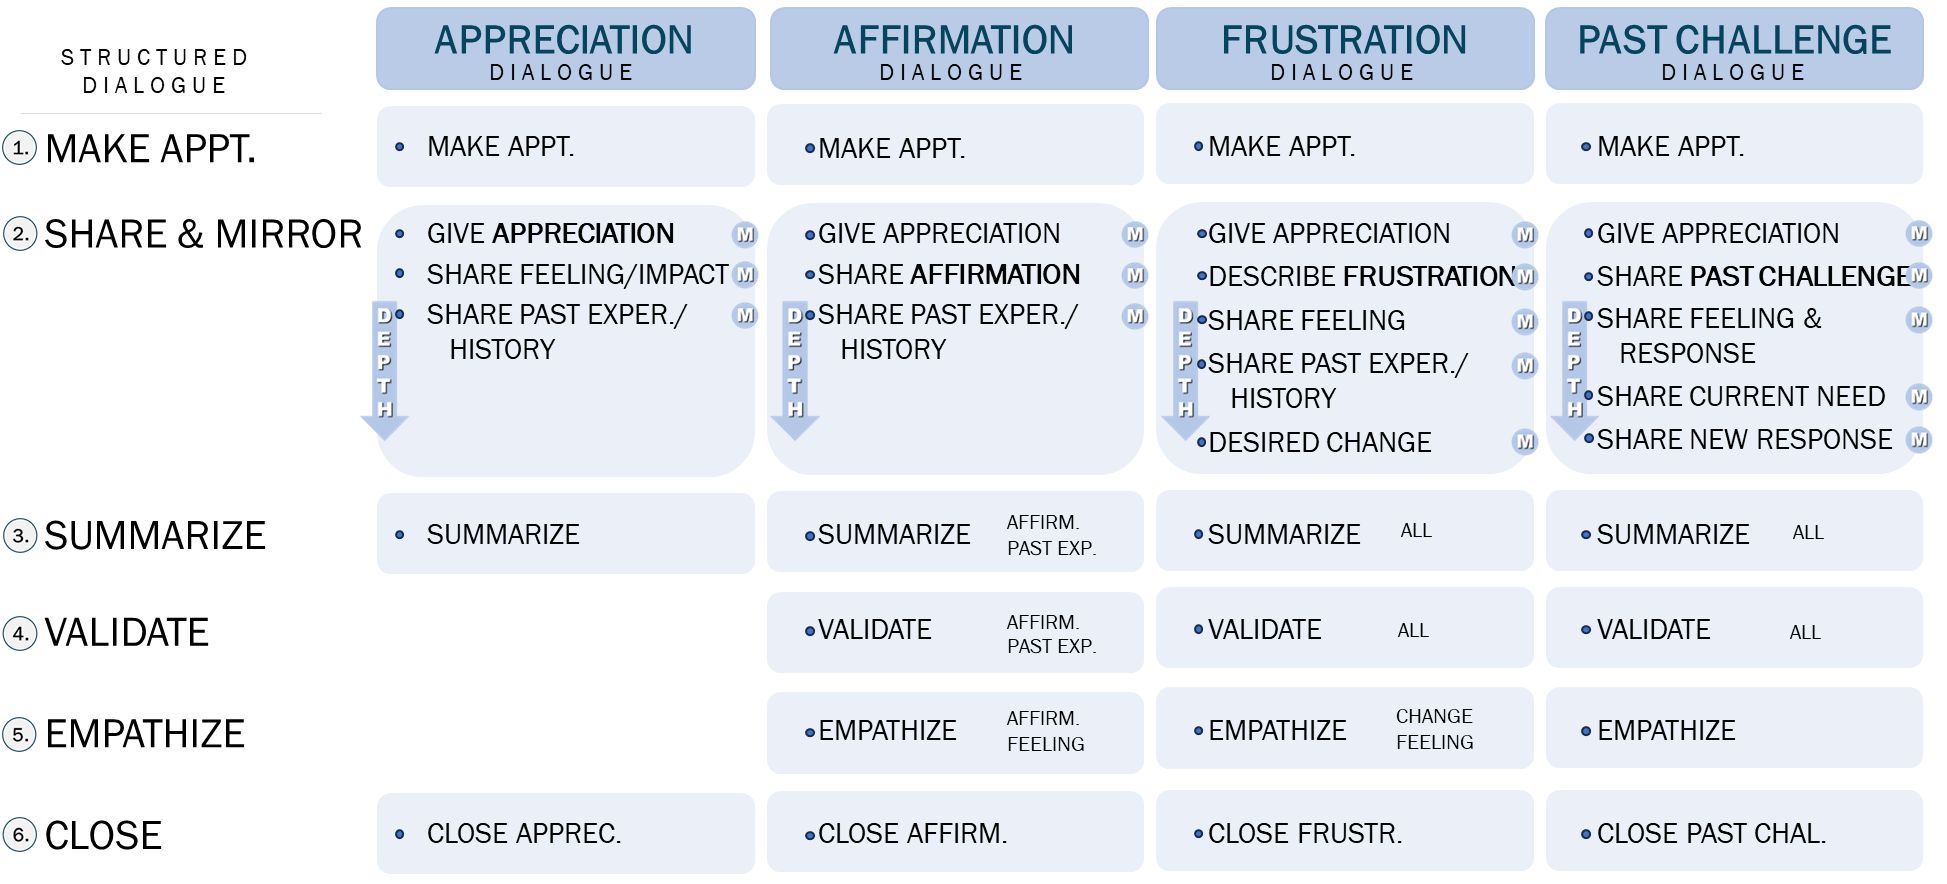 STRUCTURED
DIALOGUE
APPRECIATION
DIALOGUE
AFFIRMATION
DIALOGUE
FRUSTRATION
DIALOGUE
PAST CHALLENGE
DIALOGUE
1. MAKE APPT.
• MAKE APPT.
• MAKE APPT.
• MAKE APPT.
• MAKE APPT.
2. SHARE & MIRROR
DEPTH
• GIVE APPRECIATION M
• SHARE FEELING/IMPACT M
• SHARE PAST EXPER./ M
HISTORY
DEPTH
• GIVE APPRECIATION M
• SHARE AFFIRMATION M
• SHARE PAST EXPER./ M
HISTORY
DEPTH
• GIVE APPRECIATION M
• DESCRIBE FRUSTRATION M
• SHARE FEELING M
• SHARE PAST EXPER./ M
HISTORY
• DESIRED CHANGE M
DEPTH
• GIVE APPRECIATION M
• SHARE PAST CHALLENGE M
• SHARE FEELING & M
RESPONSE
• SHARE CURRENT NEED M
• SHARE NEW RESPONSE M
3. SUMMARIZE
• SUMMARIZE
• SUMMARIZE
AFFIRM.
PAST EXP.
• SUMMARIZE ALL
• SUMMARIZE ALL
4. VALIDATE
• VALIDATE
AFFIRM.
PAST EXP.
• VALIDATE ALL
• VALIDATE ALL
5. EMPATHIZE
• EMPATHIZE
AFFIRM.
FEELING
• EMPATHIZE
CHANGE
FEELING
• EMPATHIZE
6. CLOSE
• CLOSE APPREC.
• CLOSE AFFIRM.
• CLOSE FRUSTR.
• CLOSE PAST CHAL.